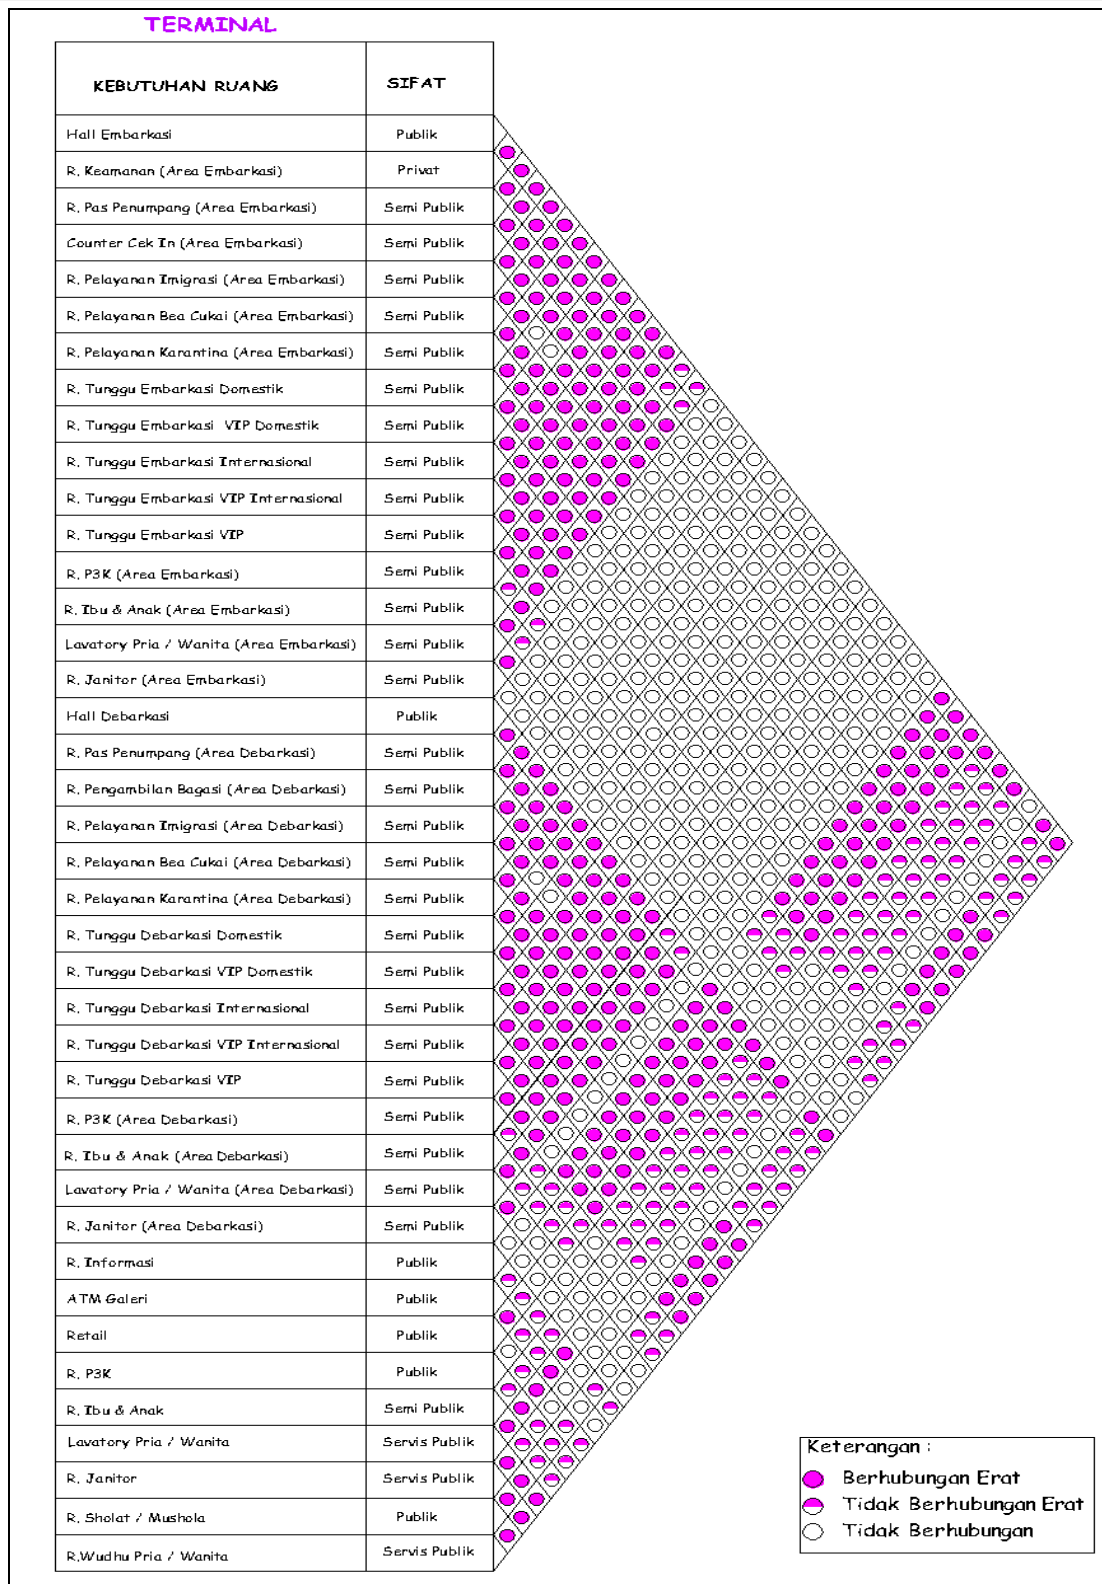 TERMINAL
KEBUTUHAN RUANG SIFAT
Hall Embarkasi Publik
R. Keamanan (Area Embarkasi) Privat
R. Pas Penumpang (Area Embarkasi) Semi Publik
Counter Cek In (Area Embarkasi) Semi Publik
R. Pelayanan Imigrasi (Area Embarkasi) Semi Publik
R. Pelayanan Bea Cukai (Area Embarkasi) Semi Publik
R. Pelayanan Karantina (Area Embarkasi) Semi Publik
R. Tunggu Embarkasi Domestik Semi Publik
R. Tunggu Embarkasi VIP Domestik Semi Publik
R. Tunggu Embarkasi Internasional Semi Publik
R. Tunggu Embarkasi VIP Internasional Semi Publik
R. Tunggu Embarkasi VIP Semi Publik
R. P3K (Area Embarkasi) Semi Publik
R. Ibu & Anak (Area Embarkasi) Semi Publik
Lavatory Pria / Wanita (Area Embarkasi) Semi Publik
R. Janitor (Area Embarkasi) Semi Publik
Hall Debarkasi Publik
R. Pas Penumpang (Area Debarkasi) Semi Publik
R. Pengambilan Bagasi (Area Debarkasi) Semi Publik
R. Pelayanan Imigrasi (Area Debarkasi) Semi Publik
R. Pelayanan Bea Cukai (Area Debarkasi) Semi Publik
R. Pelayanan Karantina (Area Debarkasi) Semi Publik
R. Tunggu Debarkasi Domestik Semi Publik
R. Tunggu Debarkasi VIP Domestik Semi Publik
R. Tunggu Debarkasi Internasional Semi Publik
R. Tunggu Debarkasi VIP Internasional Semi Publik
R. Tunggu Debarkasi VIP Semi Publik
R. P3K (Area Debarkasi) Semi Publik
R. Ibu & Anak (Area Debarkasi) Semi Publik
Lavatory Pria / Wanita (Area Debarkasi) Semi Publik
R. Janitor (Area Debarkasi) Semi Publik
R. Informasi Publik
ATM Galeri Publik
Retail Publik
R. P3K Publik
R. Ibu & Anak Semi Publik
Lavatory Pria / Wanita Servis Publik
R. Janitor Servis Publik
R. Sholat / Mushola Publik
R.Wudhu Pria / Wanita Servis Publik
Keterangan :
Berhubungan Erat
Tidak Berhubungan Erat
Tidak Berhubungan